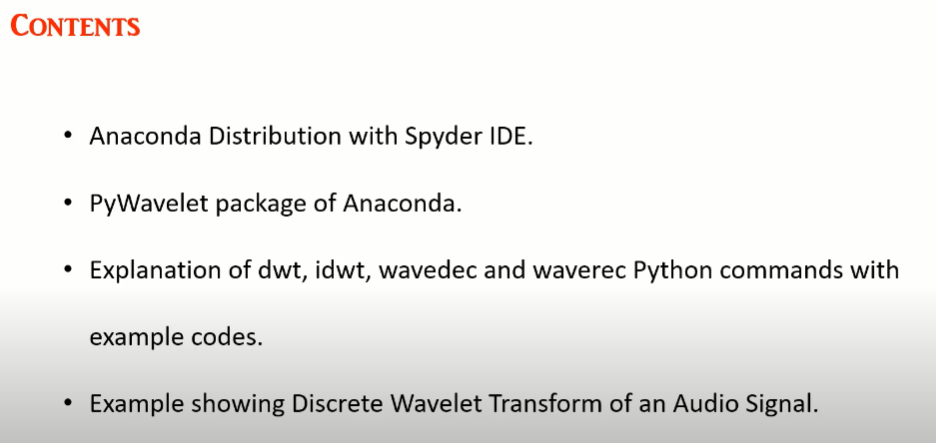 CONTENTS
• Anaconda Distribution with Spyder IDE.
• PyWavelet package of Anaconda.
• Explanation of dwt, idwt, wavedec and waverec Python commands with
example codes.
• Example showing Discrete Wavelet Transform of an Audio Signal.